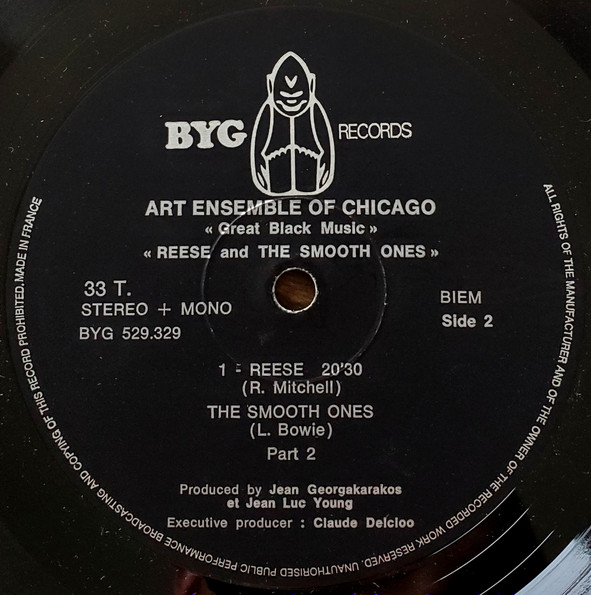 BYG RECORDS
ART ENSEMBLE OF CHICAGO
« Great Black Music »
« REESE and THE SMOOTH ONES »
33 T.
STEREO + MONO
BYG 529.329
BIEM
Side 2
1 - REESE 20'30
(R. Mitchell)
THE SMOOTH ONES
(L. Bowie)
Part 2
Produced by Jean Georgakarakos
et Jean Luc Young
Executive producer : Claude Delcloo
ALL RIGHTS OF THE MANUFACTURER AND OF THE OWNER OF THE RECORDED WORK RESERVED. UNAUTHORISED PUBLIC PERFORMANCE BROADCASTING AND COPYING OF THIS RECORD PROHIBITED. MADE IN FRANCE